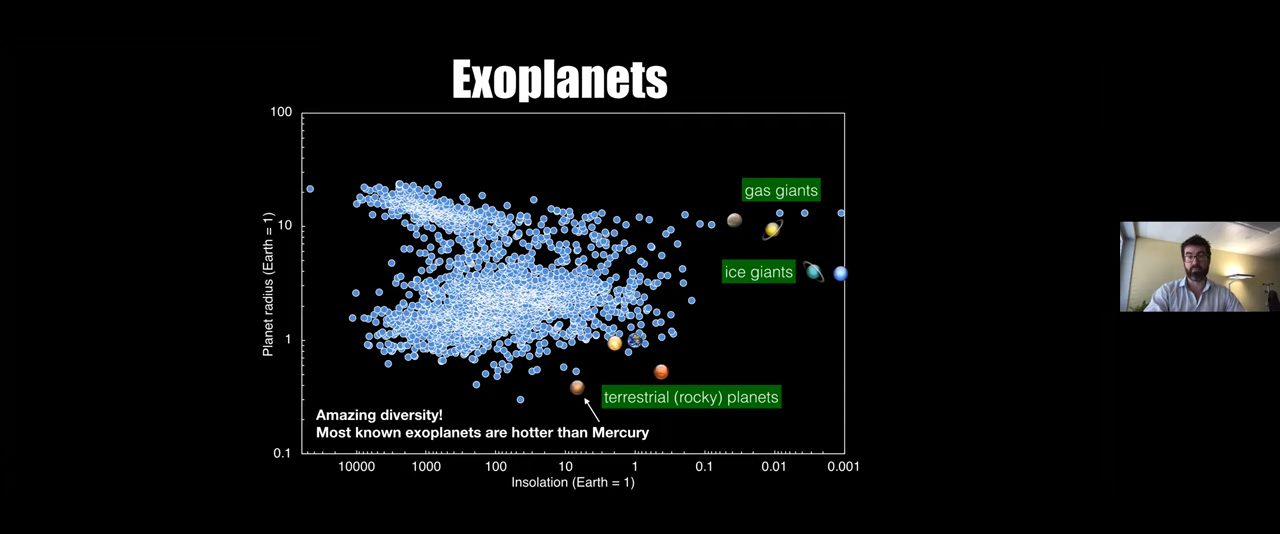 Exoplanets
100
10
1
0.1
Planet radius (Earth = 1)
gas giants
ice giants
terrestrial (rocky) planets
Amazing diversity!
Most known exoplanets are hotter than Mercury
10000 1000 100 10 1 0.1 0.01 0.001
Insolation (Earth = 1)